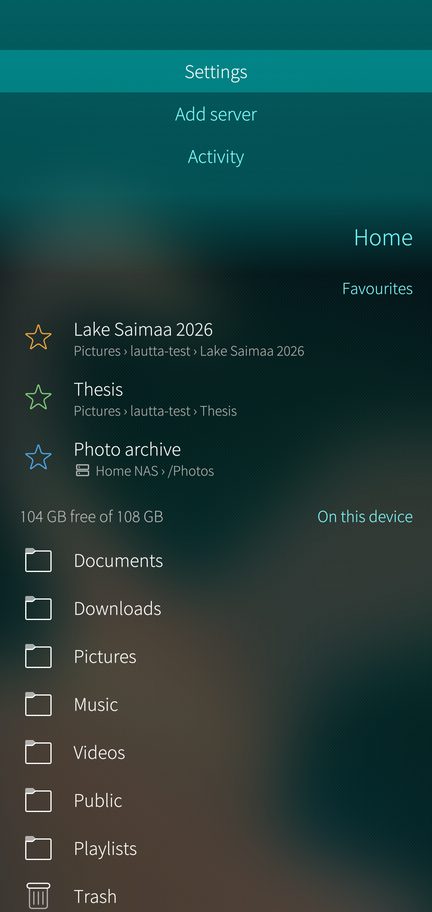 Settings
Add server
Activity
Home
Favourites
Lake Saimaa 2026
Pictures › lautta-test › Lake Saimaa 2026
Thesis
Pictures › lautta-test › Thesis
Photo archive
Home NAS › /Photos
104 GB free of 108 GB
On this device
Documents
Downloads
Pictures
Music
Videos
Public
Playlists
Trash